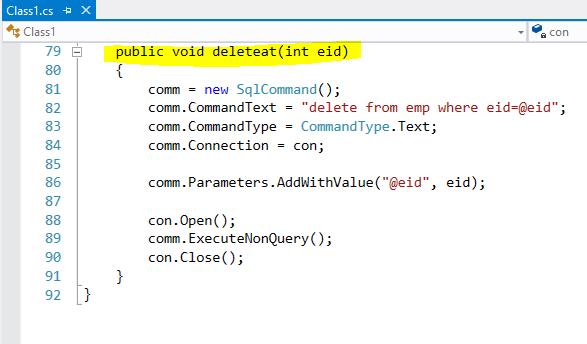 Class1.cs
Class1 con
79 public void deleteat(int eid)
80 {
81 comm = new SqlCommand();
82 comm.CommandText = "delete from emp where eid=@eid";
83 comm.CommandType = CommandType.Text;
84 comm.Connection = con;
85
86 comm.Parameters.AddWithValue("@eid", eid);
87
88 con.Open();
89 comm.ExecuteNonQuery();
90 con.Close();
91 }
92 }